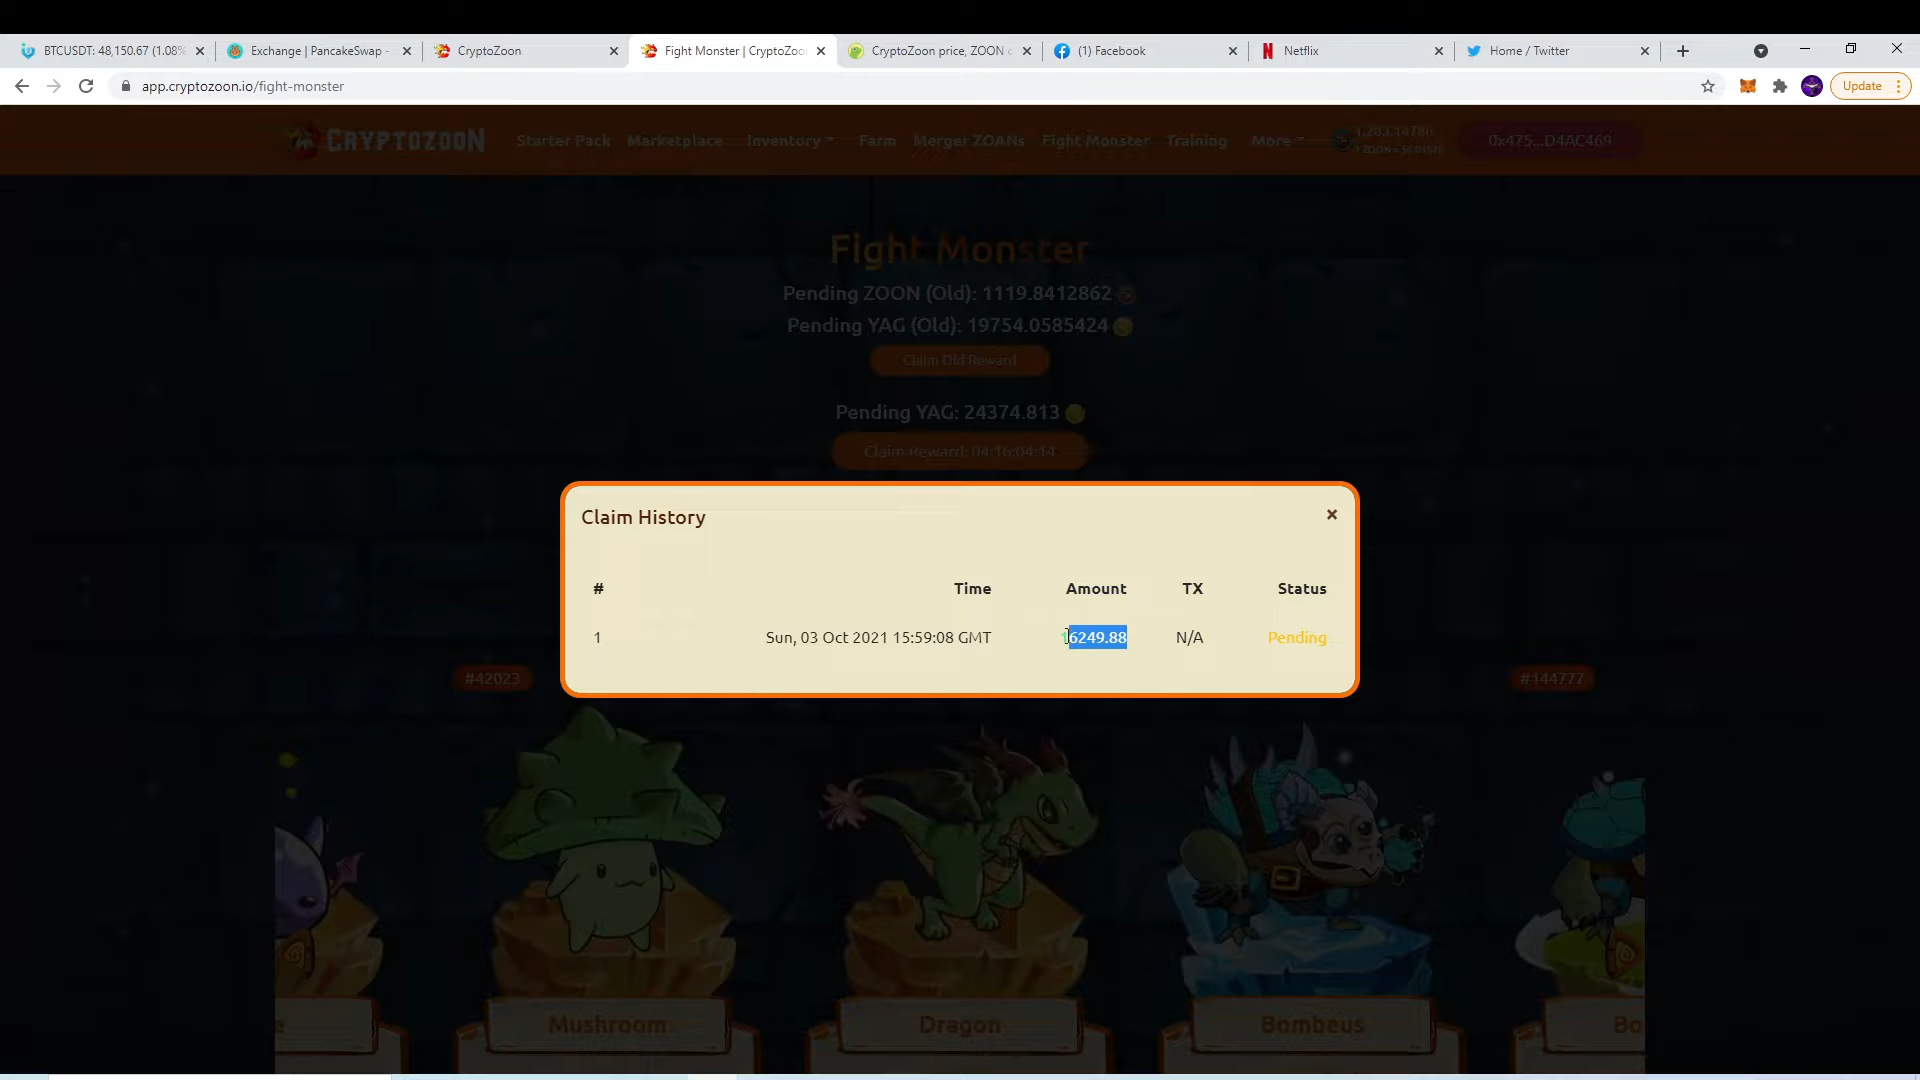 BTCUSDT: 48,150.67 (1.08%
Exchange | PancakeSwap -
CryptoZoon
Fight Monster | CryptoZoo
CryptoZoon price, ZOON c
(1) Facebook
Netflix
Home / Twitter
app.cryptozoon.io/fight-monster
Update
CRYPTOZOON
Starter Pack
Marketplace
Inventory
Farm
Merger ZOANs
Fight Monster
Training
More
0x475...D4AC469
Fight Monster
Pending ZOON (Old): 1119.8412862
Pending YAG (Old): 19754.0585424
Claim Old Reward
Pending YAG: 24374.813
Claim Reward: 04:16:04:14
Claim History
# Time Amount TX Status
1 Sun, 03 Oct 2021 15:59:08 GMT 16249.88 N/A Pending
#42023
#144777
Mushroom
Dragon
Bombeus
Bo